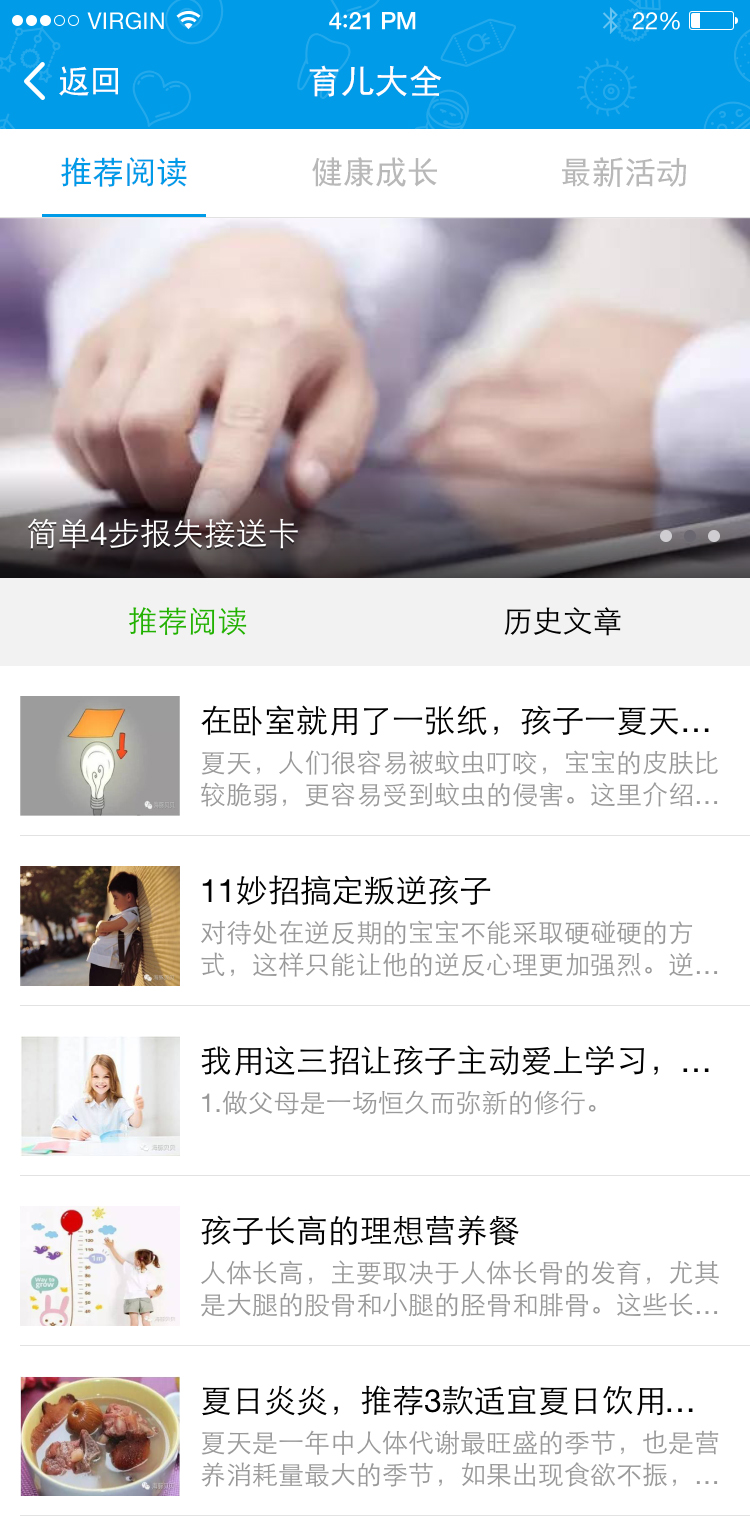 VIRGIN 4:21 PM 22%
返回 育儿大全
推荐阅读 健康成长 最新活动
简单4步报失接送卡
推荐阅读 历史文章
在卧室就用了一张纸，孩子一夏天...
夏天，人们很容易被蚊虫叮咬，宝宝的皮肤比
较脆弱，更容易受到蚊虫的侵害。这里介绍...
11妙招搞定叛逆孩子
对待处在逆反期的宝宝不能采取硬碰硬的方
式，这样只能让他的逆反心理更加强烈。逆...
我用这三招让孩子主动爱上学习，...
1.做父母是一场恒久而弥新的修行。
Way to
grow
孩子长高的理想营养餐
人体长高，主要取决于人体长骨的发育，尤其
是大腿的股骨和小腿的胫骨和腓骨。这些长...
夏日炎炎，推荐3款适宜夏日饮用...
夏天是一年中人体代谢最旺盛的季节，也是营
养消耗量最大的季节，如果出现食欲不振，...